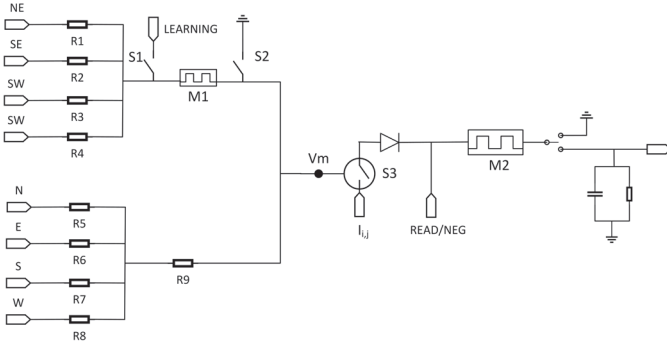 NE
R1
SE
R2
SW
R3
SW
R4
LEARNING
S1
S2
M1
Vm
S3
I i,j
READ/NEG
M2
N
R5
E
R6
S
R7
W
R8
R9